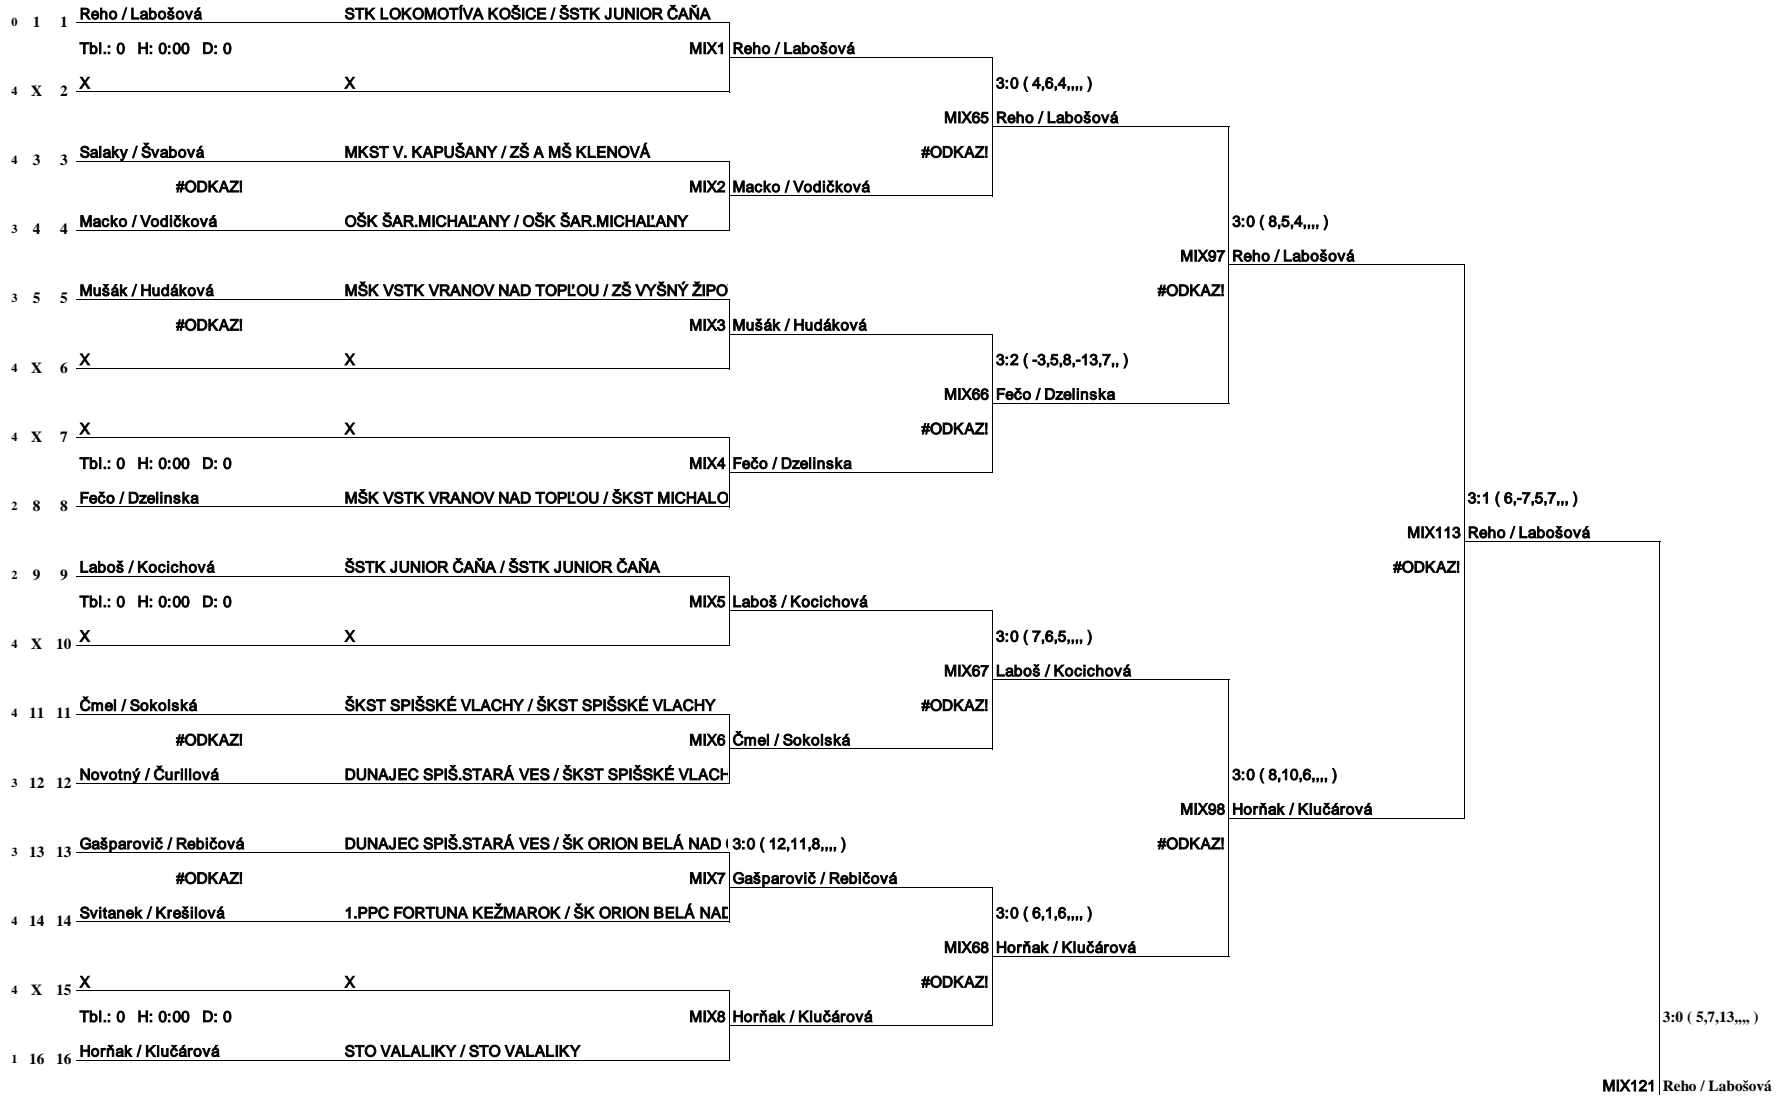 0 1 1 Reho / Labošová STK LOKOMOTÍVA KOŠICE / ŠSTK JUNIOR ČAŇA
Tbl.: 0 H: 0:00 D: 0 MIX1 Reho / Labošová
4 X 2 X X 3:0 ( 4,6,4,,,, )
MIX65 Reho / Labošová
4 3 3 Salaky / Švabová MKST V. KAPUŠANY / ZŠ A MŠ KLENOVÁ #ODKAZ!
#ODKAZ! MIX2 Macko / Vodičková
3 4 4 Macko / Vodičková OŠK ŠAR.MICHAĽANY / OŠK ŠAR.MICHAĽANY 3:0 ( 8,5,4,,,, )
MIX97 Reho / Labošová
3 5 5 Mušák / Hudáková MŠK VSTK VRANOV NAD TOPĽOU / ZŠ VYŠNÝ ŽIPO #ODKAZ!
#ODKAZ! MIX3 Mušák / Hudáková
4 X 6 X X 3:2 ( -3,5,8,-13,7,, )
MIX66 Fečo / Dzelinska
4 X 7 X X #ODKAZ!
Tbl.: 0 H: 0:00 D: 0 MIX4 Fečo / Dzelinska
2 8 8 Fečo / Dzelinska MŠK VSTK VRANOV NAD TOPĽOU / ŠKST MICHALO 3:1 ( 6,-7,5,7,,, )
MIX113 Reho / Labošová
2 9 9 Laboš / Kocichová ŠSTK JUNIOR ČAŇA / ŠSTK JUNIOR ČAŇA #ODKAZ!
Tbl.: 0 H: 0:00 D: 0 MIX5 Laboš / Kocichová
4 X 10 X X 3:0 ( 7,6,5,,,, )
MIX67 Laboš / Kocichová
4 11 11 Čmel / Sokolská ŠKST SPIŠSKÉ VLACHY / ŠKST SPIŠSKÉ VLACHY #ODKAZ!
#ODKAZ! MIX6 Čmel / Sokolská
3 12 12 Novotný / Čurillová DUNAJEC SPIŠ.STARÁ VES / ŠKST SPIŠSKÉ VLACH 3:0 ( 8,10,6,,,, )
MIX98 Horňak / Klučárová
3 13 13 Gašparovič / Rebičová DUNAJEC SPIŠ.STARÁ VES / ŠK ORION BELÁ NAD 3:0 ( 12,11,8,,,, ) #ODKAZ!
#ODKAZ! MIX7 Gašparovič / Rebičová
4 14 14 Svitanek / Krešilová 1.PPC FORTUNA KEŽMAROK / ŠK ORION BELÁ NAD 3:0 ( 6,1,6,,,, )
MIX68 Horňak / Klučárová
4 X 15 X X #ODKAZ!
Tbl.: 0 H: 0:00 D: 0 MIX8 Horňak / Klučárová 3:0 ( 5,7,13,,,, )
1 16 16 Horňak / Klučárová STO VALALIKY / STO VALALIKY
MIX121 Reho / Labošová